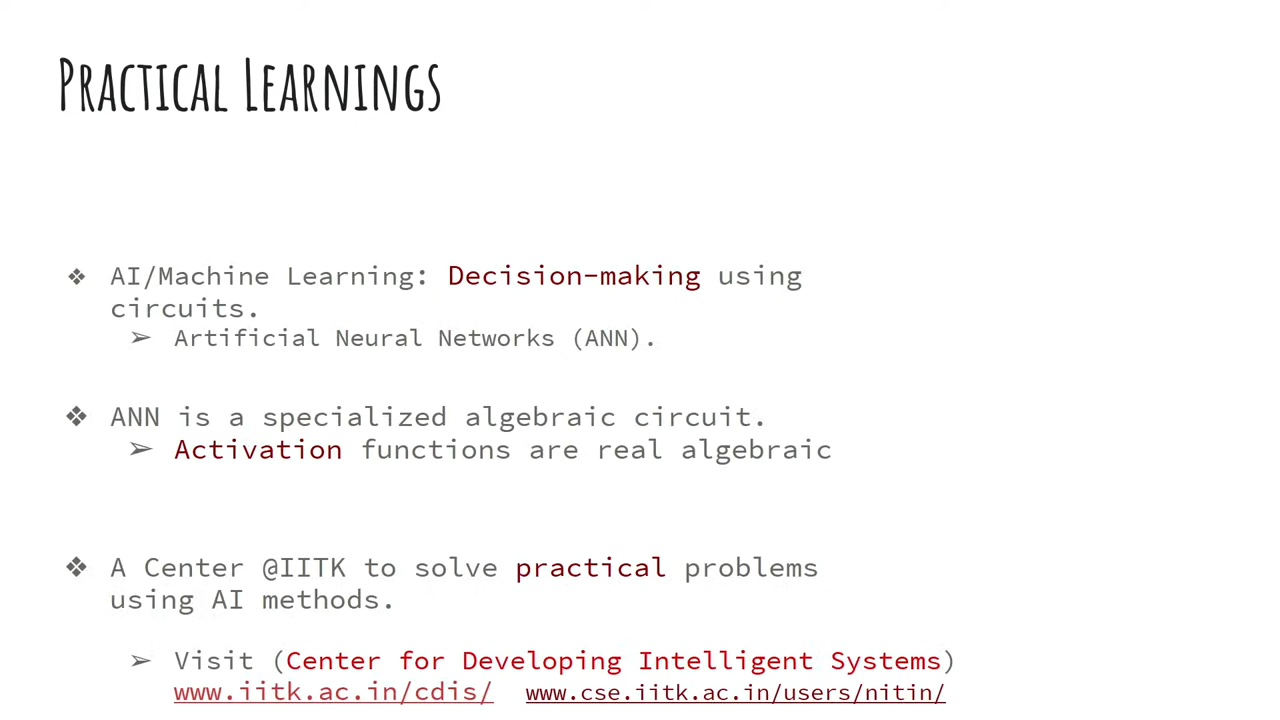 Practical Learnings
❖ AI/Machine Learning: Decision-making using
circuits.
➢ Artificial Neural Networks (ANN).
❖ ANN is a specialized algebraic circuit.
➢ Activation functions are real algebraic
❖ A Center @IITK to solve practical problems
using AI methods.
➢ Visit (Center for Developing Intelligent Systems)
www.iitk.ac.in/cdis/ www.cse.iitk.ac.in/users/nitin/